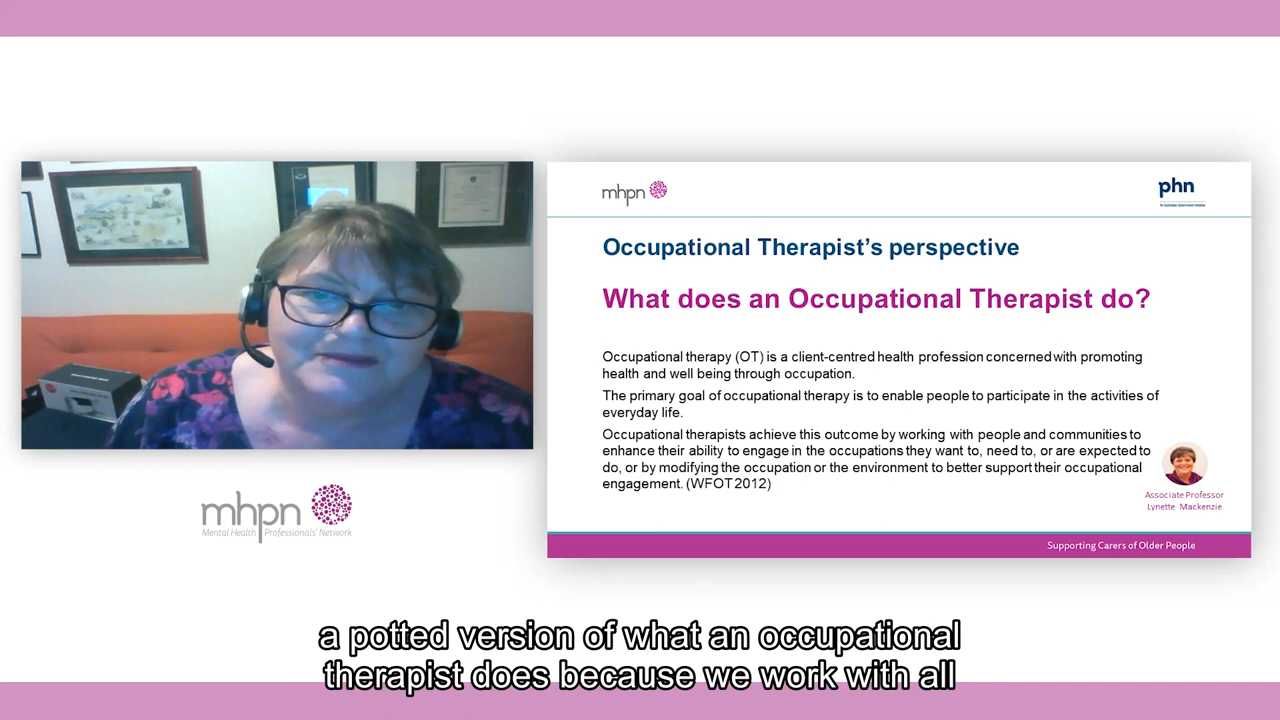 mhpn
phn
An Australian Government Initiative
Occupational Therapist's perspective
What does an Occupational Therapist do?
Occupational therapy (OT) is a client-centred health profession concerned with promoting
health and well being through occupation.
The primary goal of occupational therapy is to enable people to participate in the activities of
everyday life.
Occupational therapists achieve this outcome by working with people and communities to
enhance their ability to engage in the occupations they want to, need to, or are expected to
do, or by modifying the occupation or the environment to better support their occupational
engagement. (WFOT 2012)
Associate Professor
Lynette Mackenzie
Supporting Carers of Older People
mhpn
Mental Health Professionals' Network
a potted version of what an occupational
therapist does because we work with all